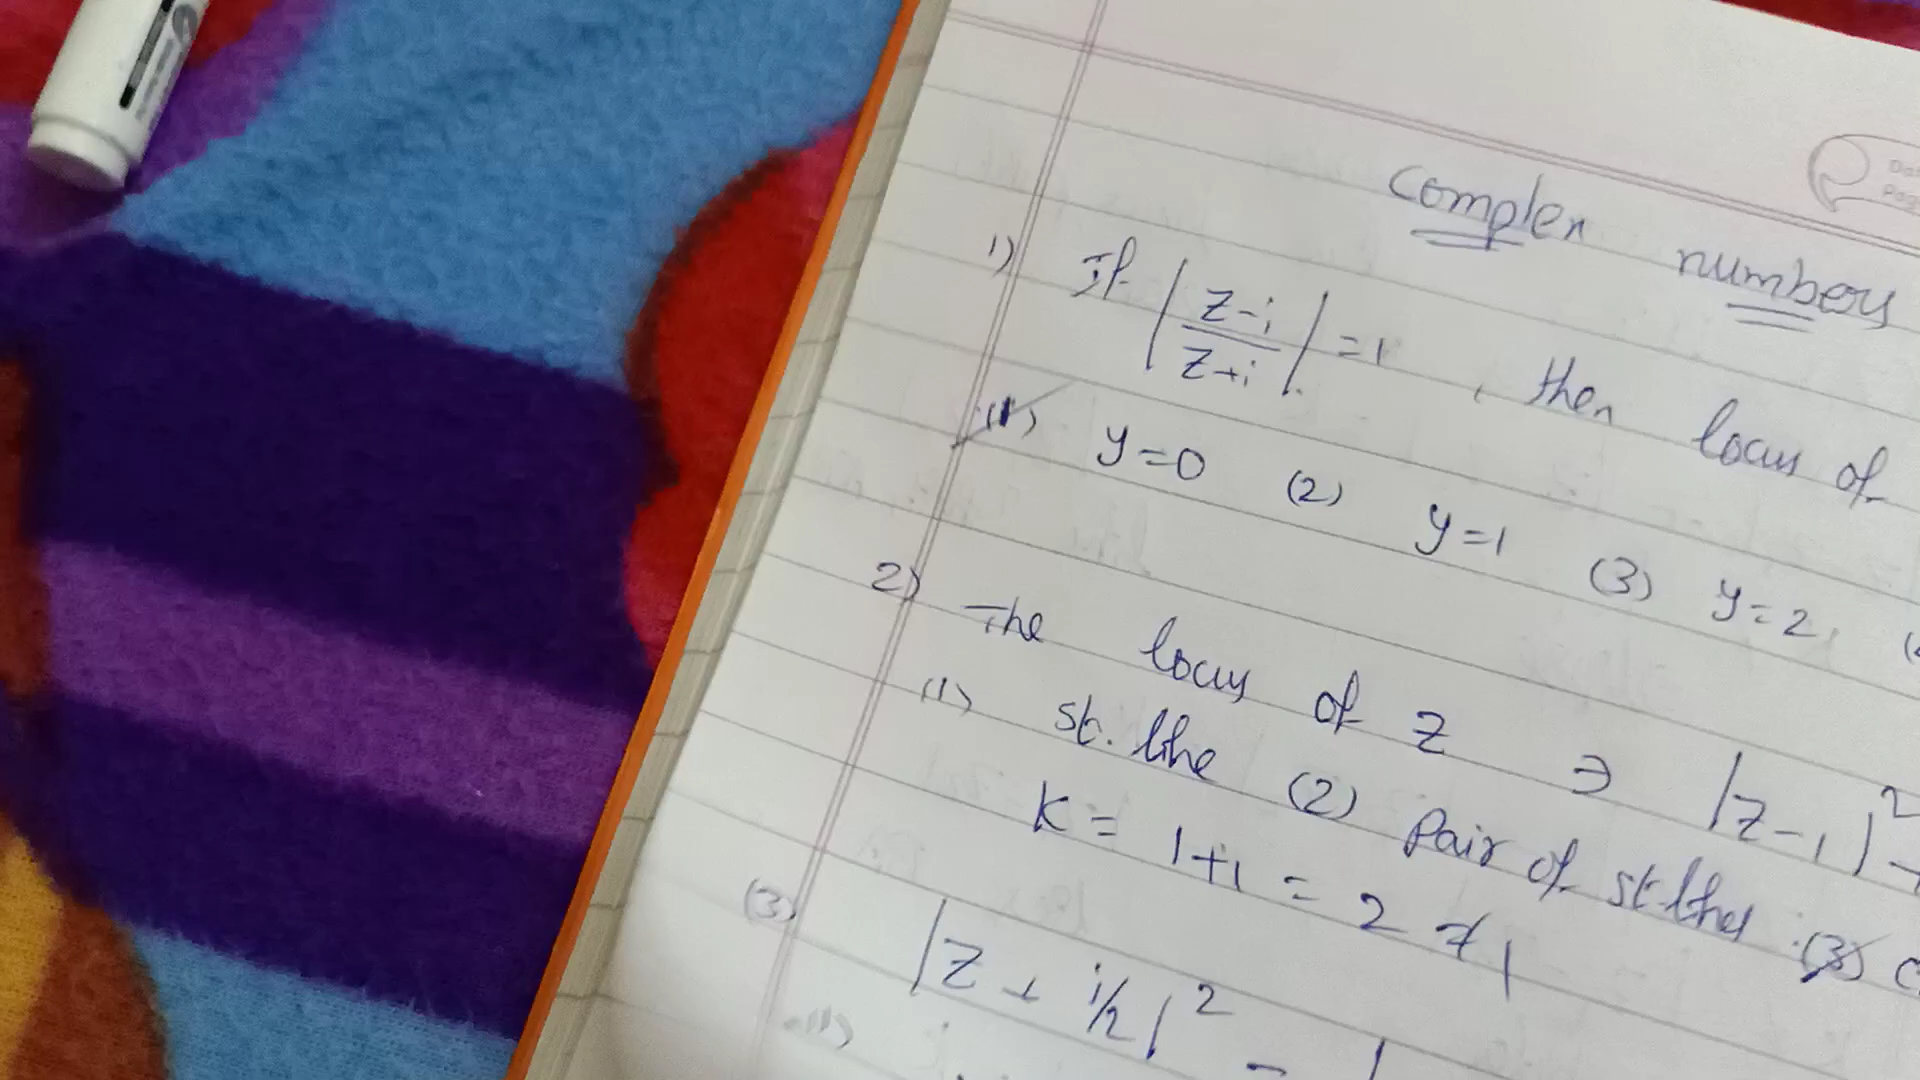 Complex numbers
1) If |z-i/z+i| = 1, then locus of
(1) y=0 (2) y=1 (3) y=2,
2) The locus of z ∋ |z-1|²
(1) st. line (2) Pair of st. lines (3)
K = 1+1 = 2 ≠ 1
(3) |z + i/2|² -